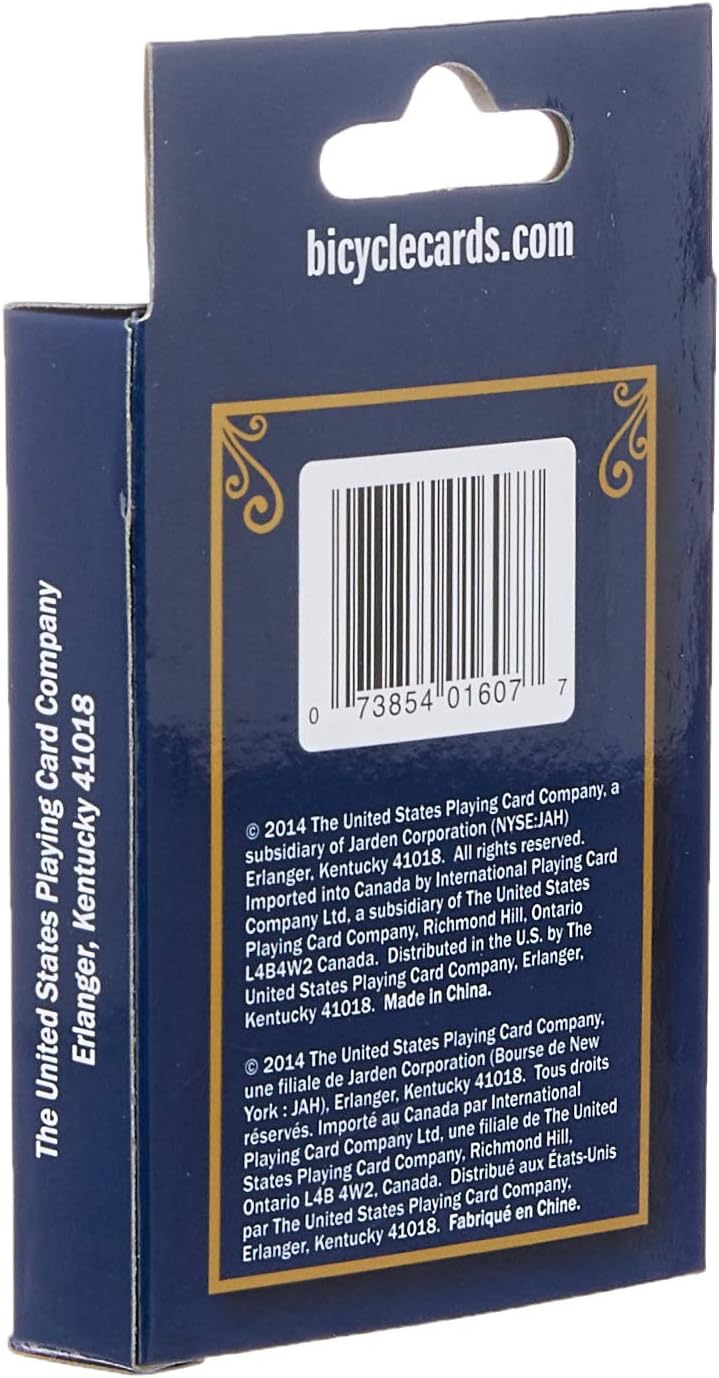 bicyclecards.com
0 73854 01607 7
The United States Playing Card Company
Erlanger, Kentucky 41018
© 2014 The United States Playing Card Company, a
subsidiary of Jarden Corporation (NYSE:JAH)
Erlanger, Kentucky 41018. All rights reserved.
Imported into Canada by International Playing Card
Company Ltd, a subsidiary of The United States
Playing Card Company, Richmond Hill, Ontario
L4B4W2 Canada. Distributed in the U.S. by The
United States Playing Card Company, Erlanger,
Kentucky 41018. Made in China.
© 2014 The United States Playing Card Company,
une filiale de Jarden Corporation (Bourse de New
York : JAH), Erlanger, Kentucky 41018. Tous droits
réservés. Importé au Canada par International
Playing Card Company Ltd, une filiale de The United
States Playing Card Company, Richmond Hill,
Ontario L4B 4W2, Canada. Distribué aux États-Unis
par The United States Playing Card Company,
Erlanger, Kentucky 41018. Fabriqué en Chine.